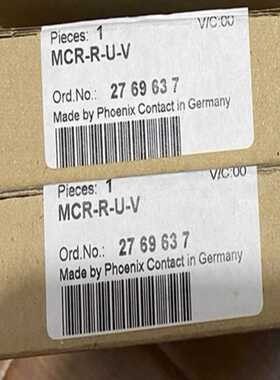 Pieces: 1 V/C:00
MCR-R-U-V
Ord.No.: 27 69 63 7
Made by Phoenix Contact in Germany
Pieces: 1 V/C:00
MCR-R-U-V
Ord.No.: 27 69 63 7
Made by Phoenix Contact in Germany